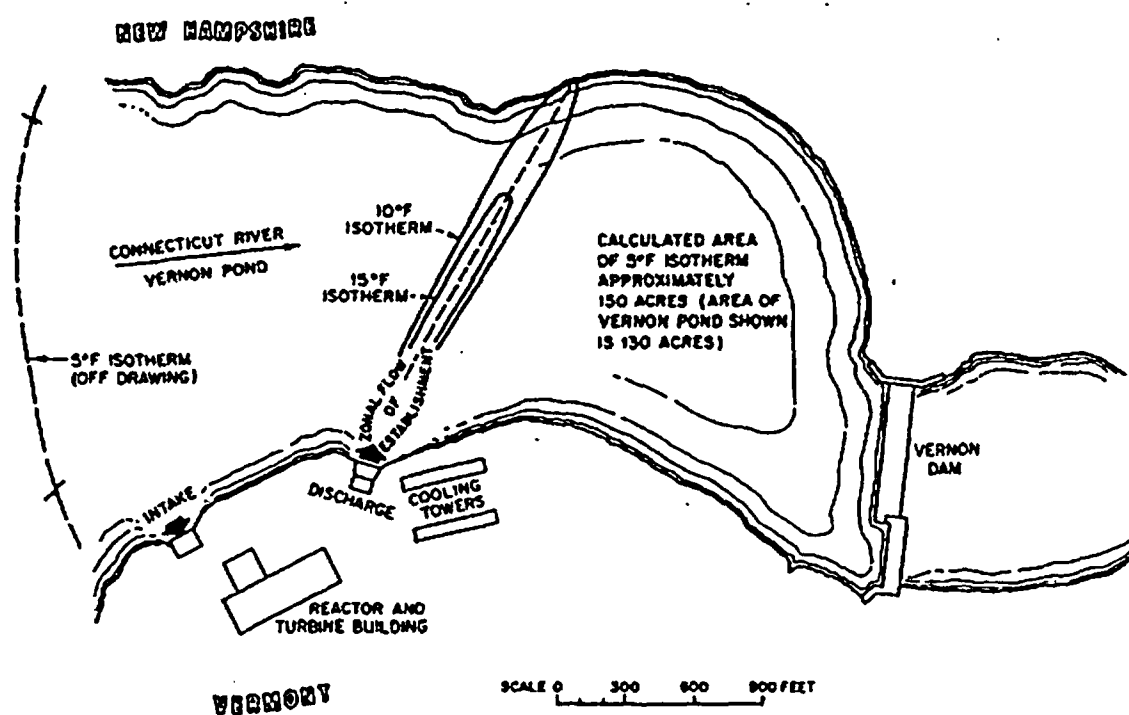 NEW HAMPSHIRE
10°F
ISOTHERM
CONNECTICUT RIVER
VERNON POND
15°F
ISOTHERM
CALCULATED AREA
OF 5°F ISOTHERM
APPROXIMATELY
150 ACRES (AREA OF
VERNON POND SHOWN
IS 130 ACRES)
5°F ISOTHERM
(OFF DRAWING)
ZONAL FLOW
OF
ESTABLISHMENT
VERNON
DAM
INTAKE
DISCHARGE
COOLING
TOWERS
REACTOR AND
TURBINE BUILDING
VERMONT
SCALE 0 300 600 900 FEET